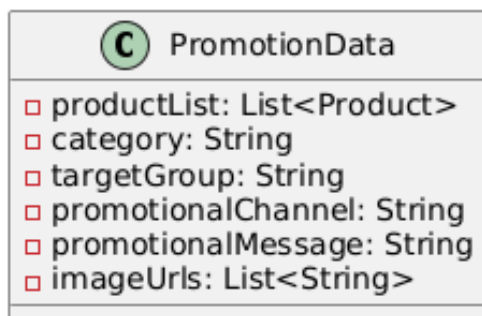 C PromotionData
productList: List<Product>
category: String
targetGroup: String
promotionalChannel: String
promotionalMessage: String
imageUrls: List<String>